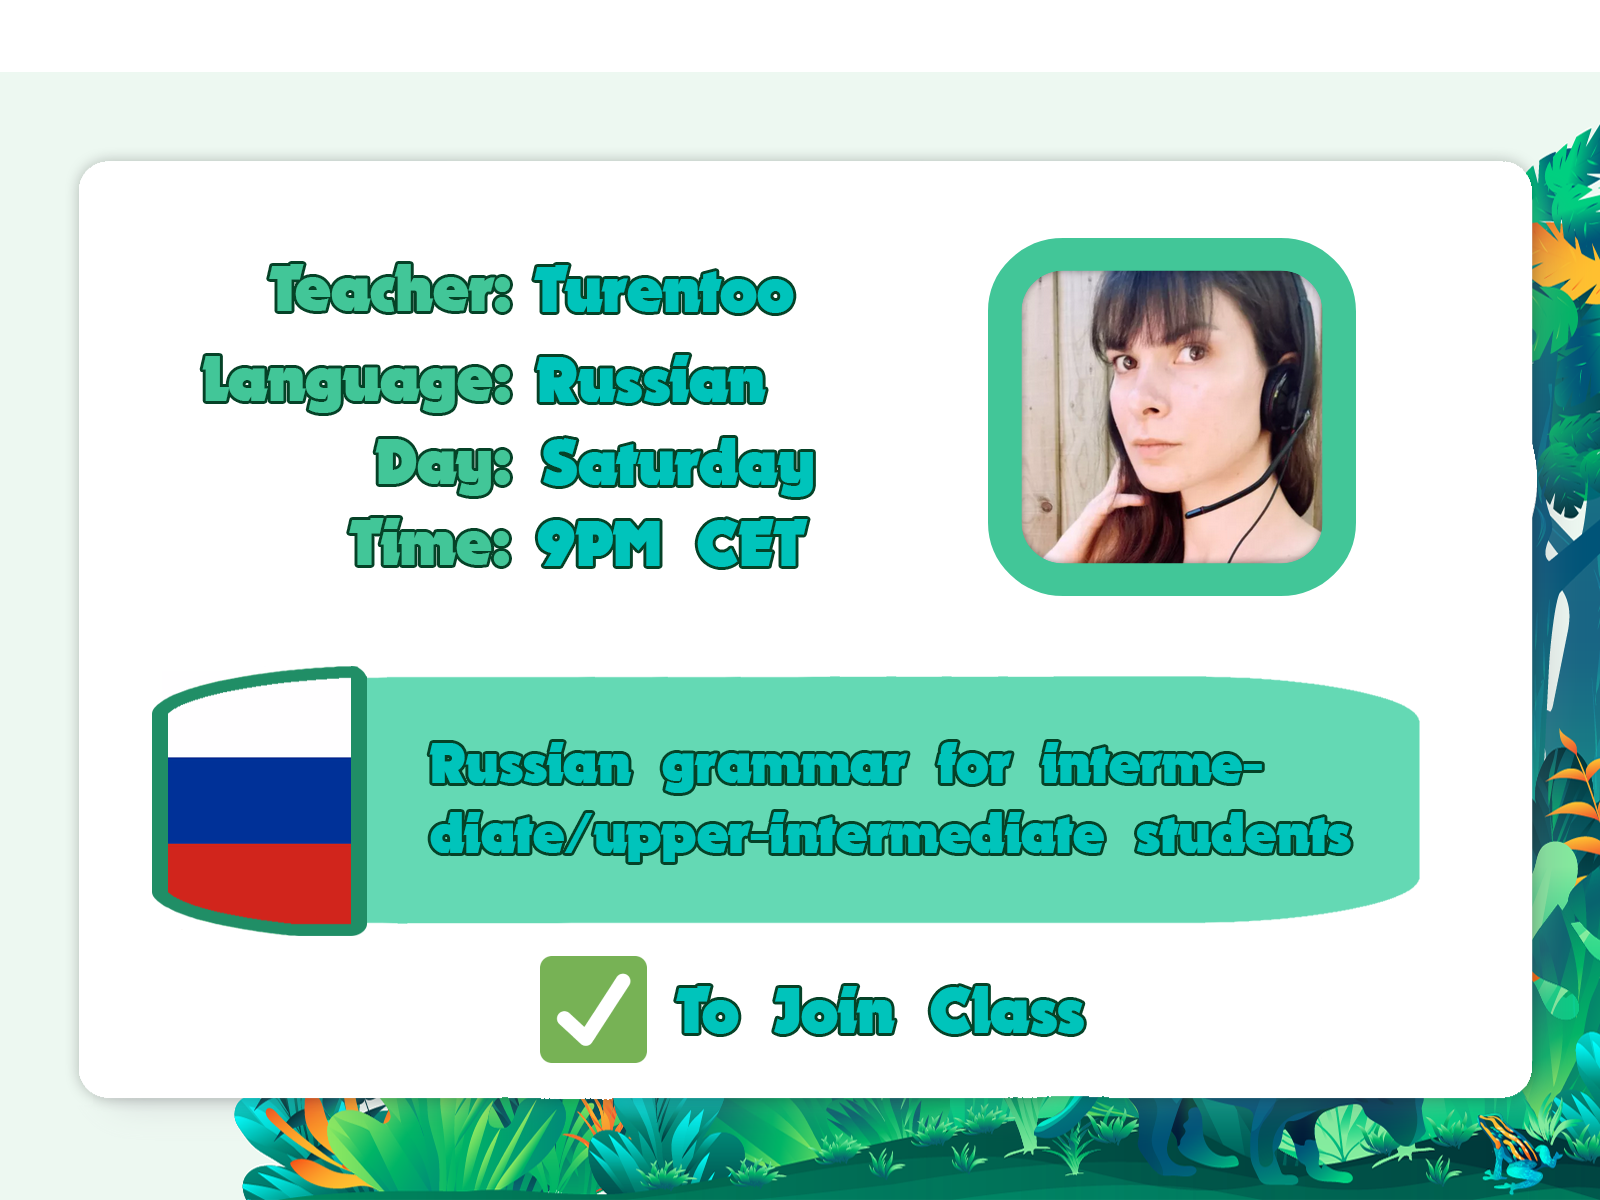 Teacher: Turentoo
Language: Russian
Day: Saturday
Time: 9PM CET
Russian grammar for interme-
diate/upper-intermediate students
To Join Class